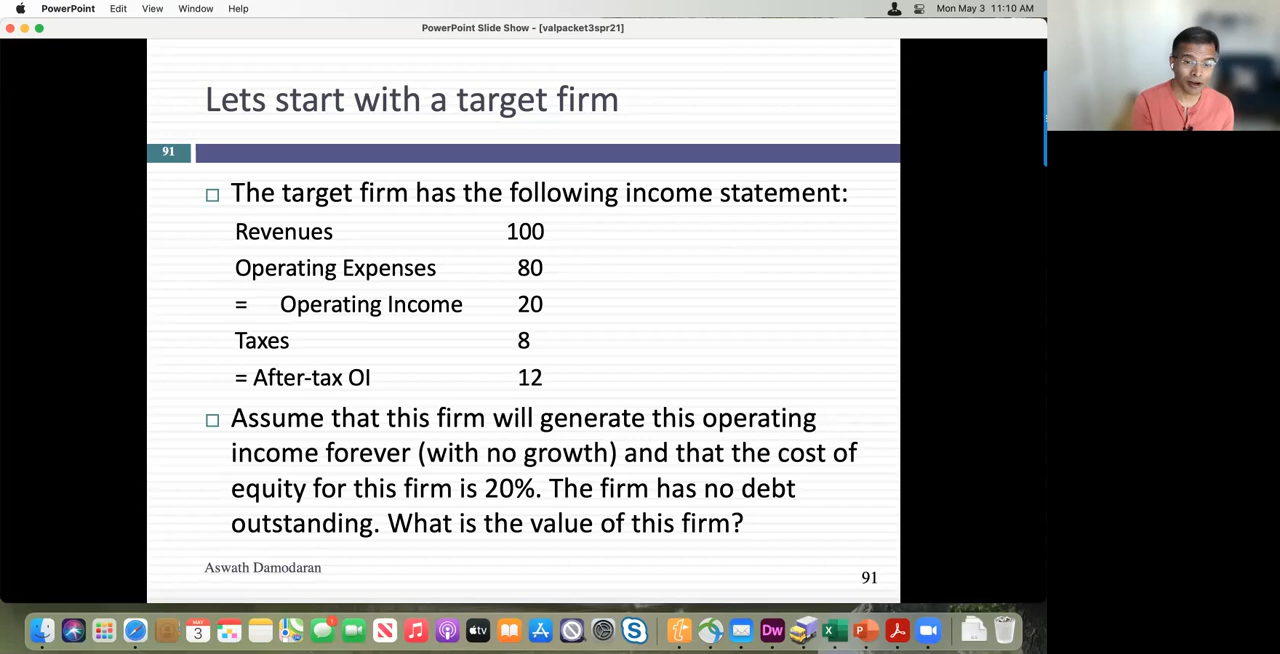 PowerPoint Edit View Window Help Mon May 3 11:10 AM
PowerPoint Slide Show - [valpacket3spr21]
Lets start with a target firm
91
The target firm has the following income statement:
Revenues 100
Operating Expenses 80
= Operating Income 20
Taxes 8
= After-tax OI 12
Assume that this firm will generate this operating
income forever (with no growth) and that the cost of
equity for this firm is 20%. The firm has no debt
outstanding. What is the value of this firm?
Aswath Damodaran
91
MAY
3
tv
Dw
X
P